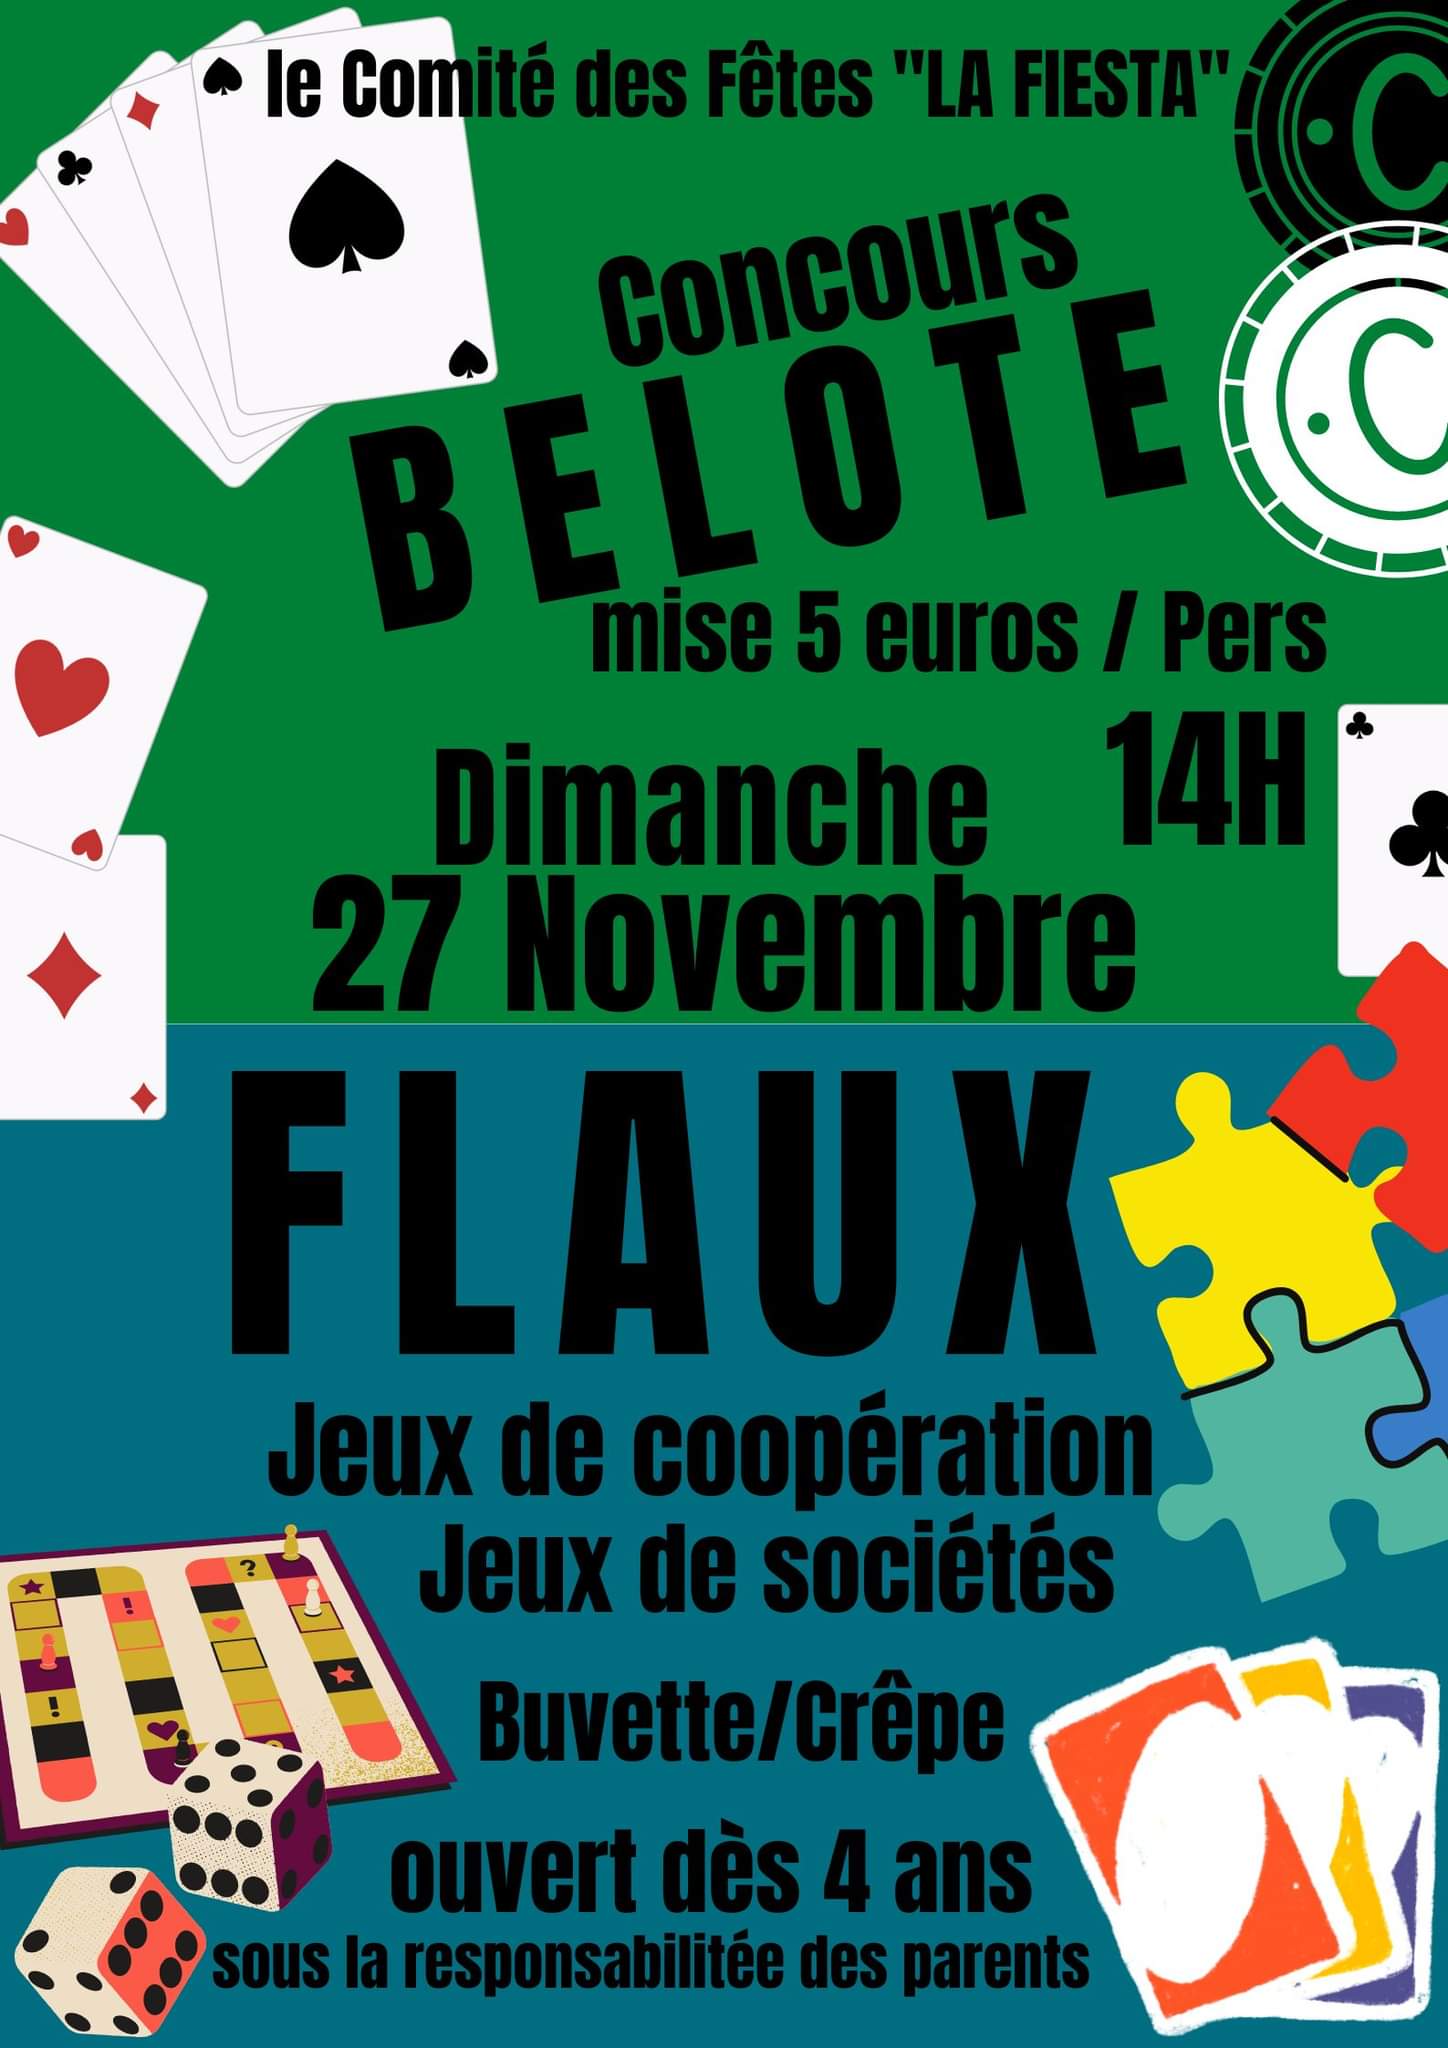 le Comité des Fêtes "LA FIESTA"
Concours
BELOTE
mise 5 euros / Pers
14H
Dimanche
27 Novembre
FLAUX
Jeux de coopération
Jeux de sociétés
Buvette/Crêpe
ouvert dès 4 ans
sous la responsabilitée des parents